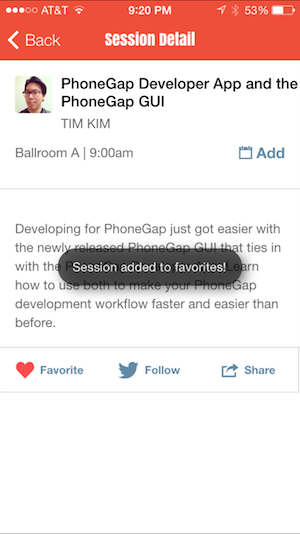 AT&T 9:20 PM 53%
Back Session Detail
PhoneGap Developer App and the
PhoneGap GUI
TIM KIM
Ballroom A | 9:00am Add
Developing for PhoneGap just got easier with
the newly released PhoneGap GUI that ties in
with the
Session added to favorites!
Learn
how to use both to make your PhoneGap
development workflow faster and easier than
before.
Favorite Follow Share